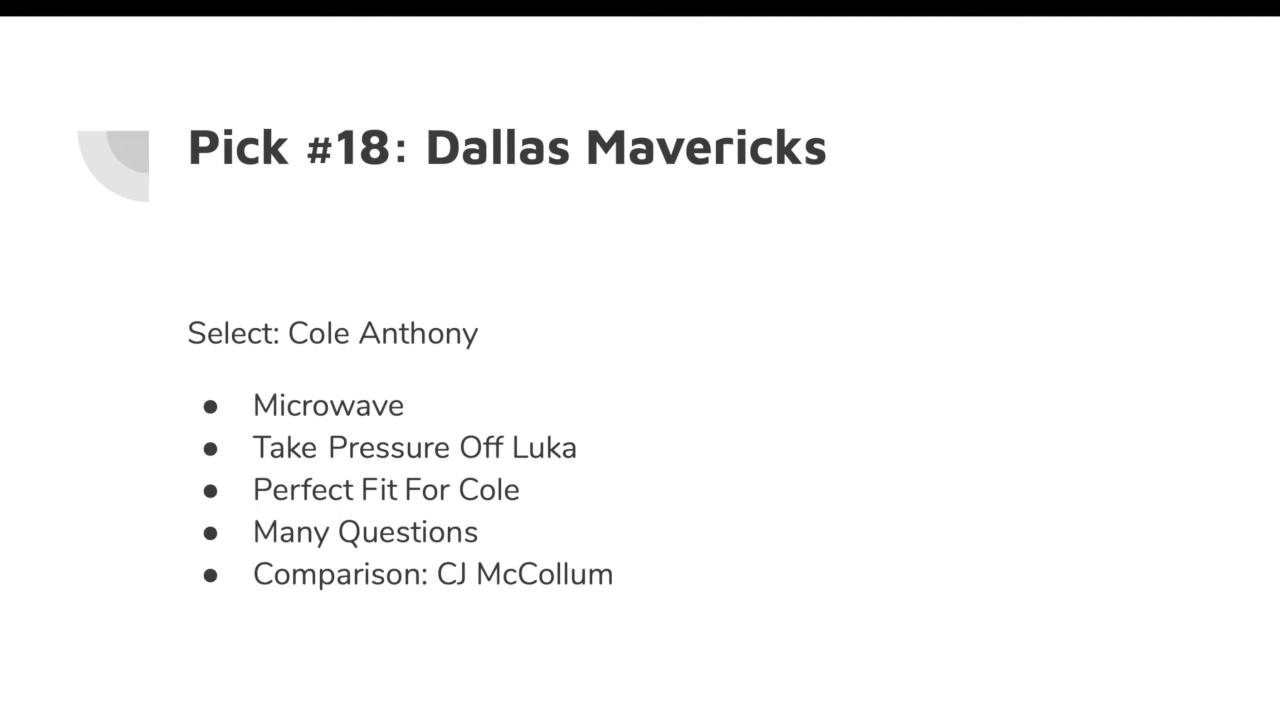 Pick #18: Dallas Mavericks
Select: Cole Anthony
● Microwave
● Take Pressure Off Luka
● Perfect Fit For Cole
● Many Questions
● Comparison: CJ McCollum